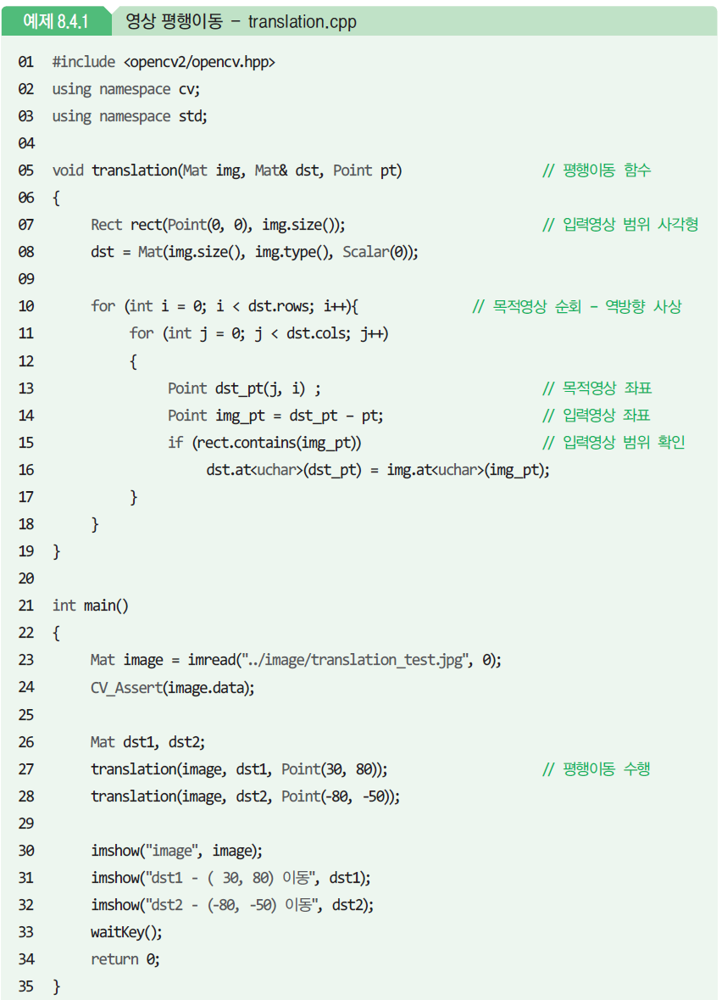 예제 8.4.1 영상 평행이동 - translation.cpp
01 #include <opencv2/opencv.hpp>
02 using namespace cv;
03 using namespace std;
04
05 void translation(Mat img, Mat& dst, Point pt) // 평행이동 함수
06 {
07 Rect rect(Point(0, 0), img.size()); // 입력영상 범위 사각형
08 dst = Mat(img.size(), img.type(), Scalar(0));
09
10 for (int i = 0; i < dst.rows; i++){ // 목적영상 순회 - 역방향 사상
11 for (int j = 0; j < dst.cols; j++)
12 {
13 Point dst_pt(j, i) ; // 목적영상 좌표
14 Point img_pt = dst_pt - pt; // 입력영상 좌표
15 if (rect.contains(img_pt)) // 입력영상 범위 확인
16 dst.at<uchar>(dst_pt) = img.at<uchar>(img_pt);
17 }
18 }
19 }
20
21 int main()
22 {
23 Mat image = imread("../image/translation_test.jpg", 0);
24 CV_Assert(image.data);
25
26 Mat dst1, dst2;
27 translation(image, dst1, Point(30, 80)); // 평행이동 수행
28 translation(image, dst2, Point(-80, -50));
29
30 imshow("image", image);
31 imshow("dst1 - ( 30, 80) 이동", dst1);
32 imshow("dst2 - (-80, -50) 이동", dst2);
33 waitKey();
34 return 0;
35 }